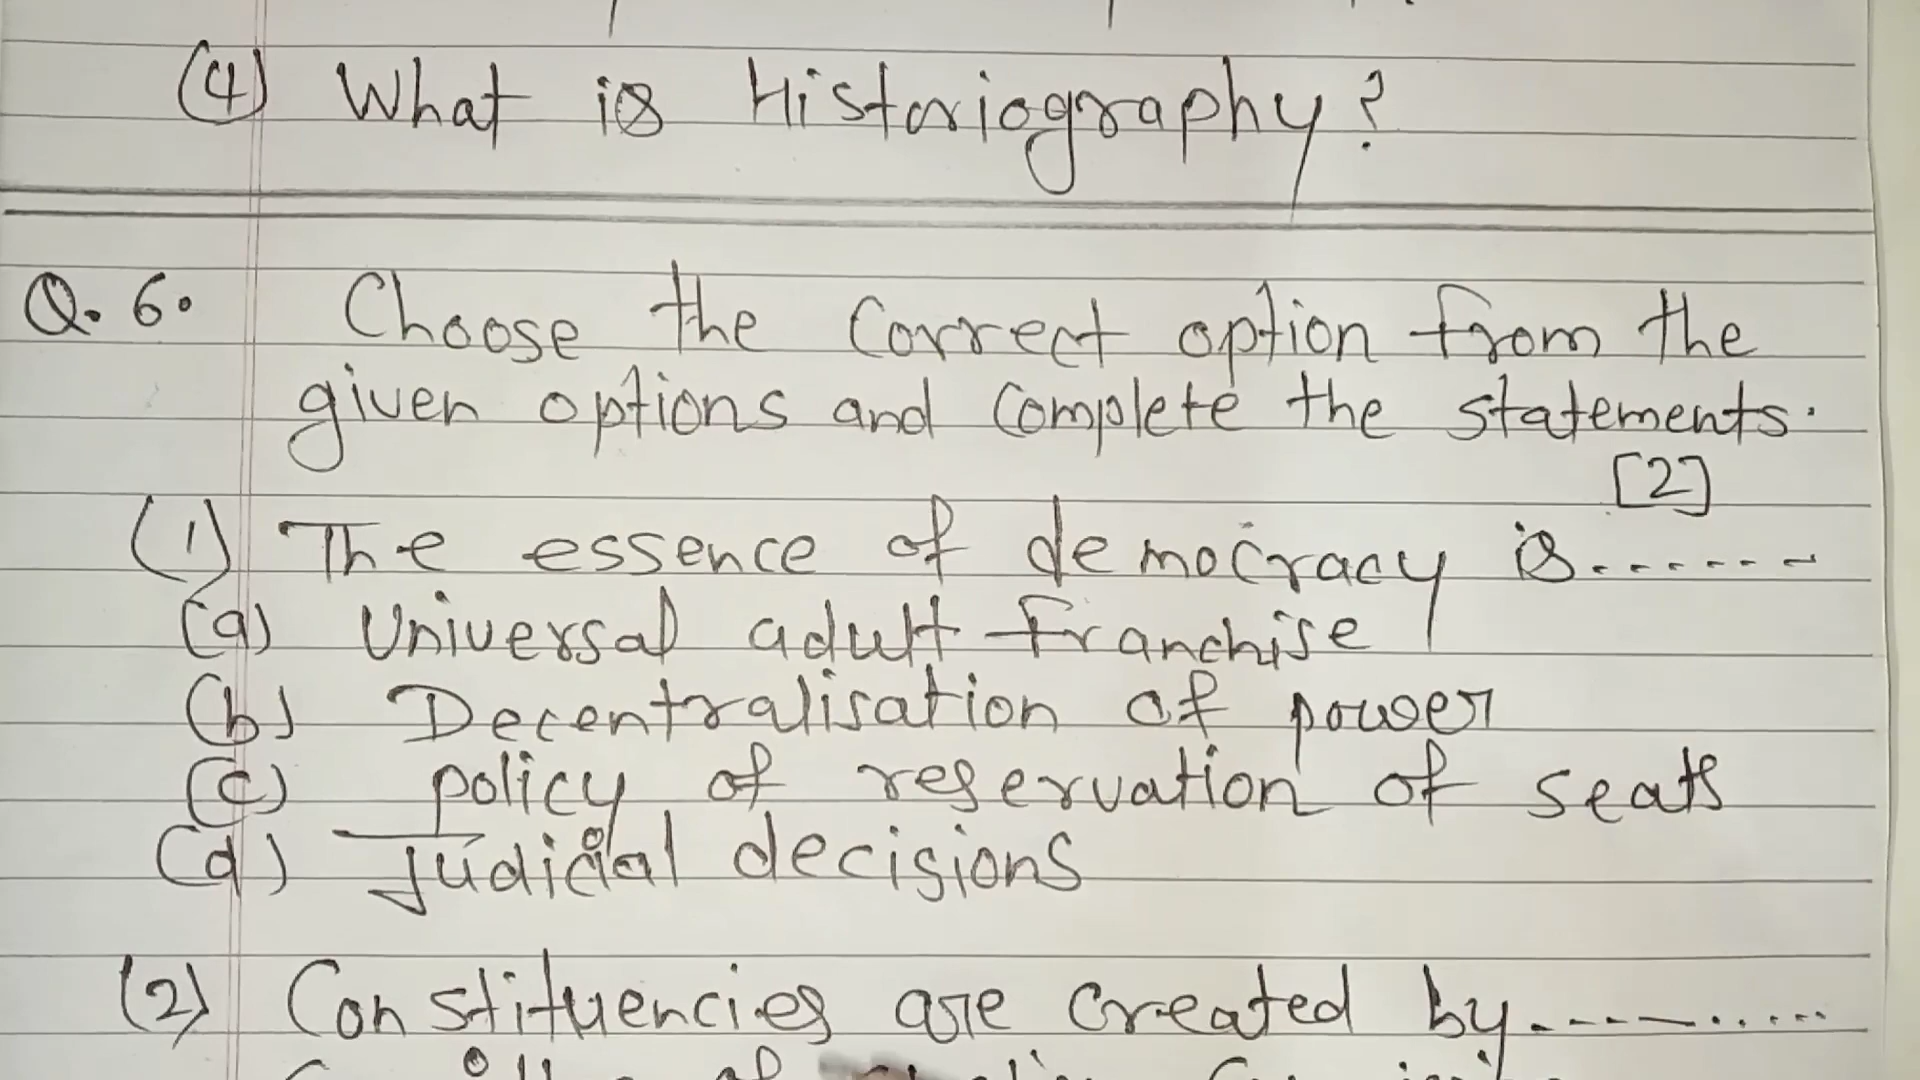 (4) What is Historiography?
Q. 6. Choose the correct option from the
given options and complete the statements.
[2]
(1) The essence of democracy is.......
(a) Universal adult franchise
(b) Decentralisation of power
(c) policy of reservation of seats
(d) Judicial decisions
(2) Constituencies are created by...........